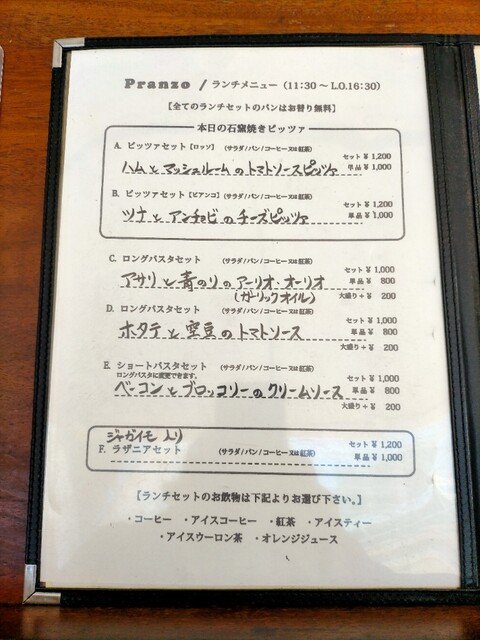 Pranzo / ランチメニュー (11:30 〜 L.O.16:30)
【全てのランチセットのパンはお替り無料】
本日の石窯焼きピッツァ
A. ピッツァセット [ロッソ] (サラダ/パン/コーヒー又は紅茶)
セット ¥ 1,200
ハムとマッシュルームのトマトソースピッツァ 単品 ¥ 1,000
B. ピッツァセット [ビアンコ] (サラダ/パン/コーヒー又は紅茶)
セット ¥ 1,200
ツナとアンチョビのチーズピッツァ 単品 ¥ 1,000
C. ロングパスタセット (サラダ/パン/コーヒー又は紅茶)
セット ¥ 1,000
アサリと青のりのアーリオ・オーリオ 単品 ¥ 800
(ガーリックオイル) 大盛り + ¥ 200
D. ロングパスタセット (サラダ/パン/コーヒー又は紅茶)
セット ¥ 1,000
ホタテと空豆のトマトソース 単品 ¥ 800
大盛り + ¥ 200
E. ショートパスタセット (サラダ/パン/コーヒー又は紅茶)
ロングパスタに変更できます。 セット ¥ 1,000
ベーコンとブロッコリーのクリームソース 単品 ¥ 800
大盛り + ¥ 200
ジャガイモ入り
F. ラザニアセット (サラダ/パン/コーヒー又は紅茶) セット ¥ 1,200
単品 ¥ 1,000
[ランチセットのお飲物は下記よりお選び下さい。]
・コーヒー ・アイスコーヒー ・紅茶 ・アイスティー
・アイスウーロン茶 ・オレンジジュース